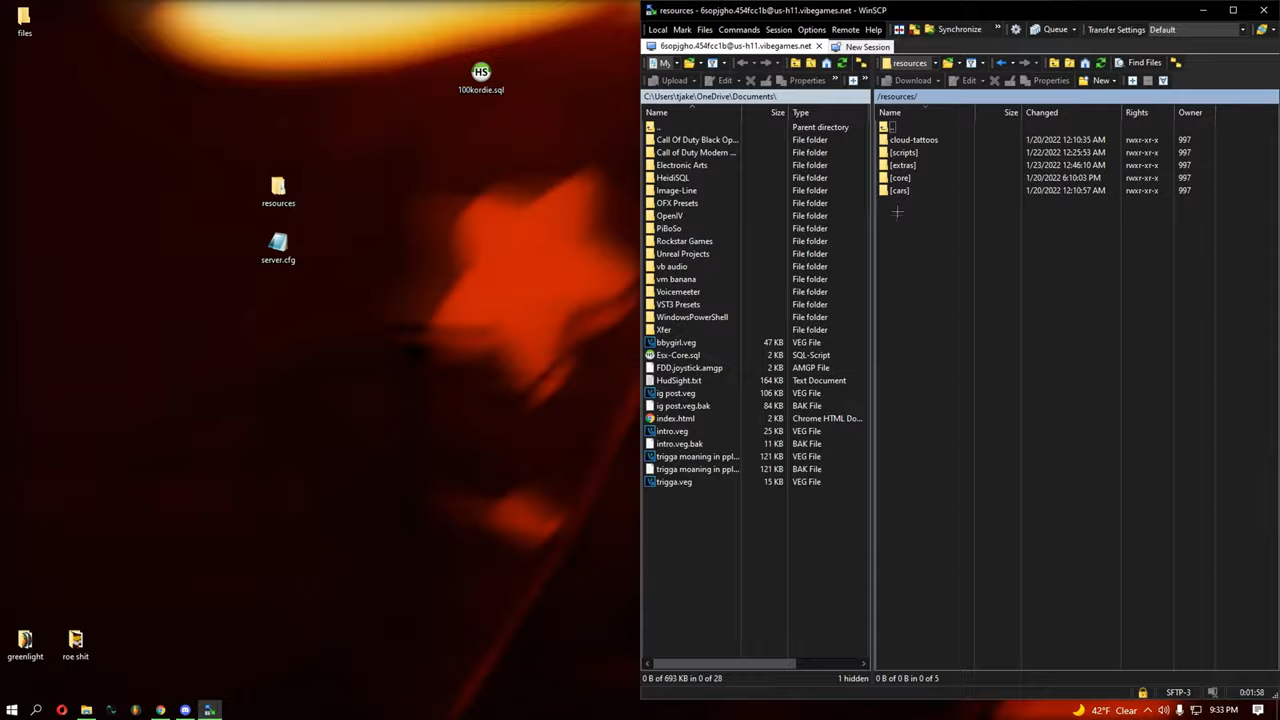 files
100kordie.sql
resources
server.cfg
greenlight
roe shit
resources - 6sopjgho.454fcc1b@us-h11.vibegames.net - WinSCP
Local Mark Files Commands Session Options Remote Help » Synchronize » Queue Transfer Settings Default
6sopjgho.454fcc1b@us-h11.vibegames.net × New Session
My
resources Find Files
Upload Edit Properties »
Download Edit Properties New
C:\Users\tjake\OneDrive\Documents\
Name Size Type
.. Parent directory
Call Of Duty Black Op... File folder
Call of Duty Modern ... File folder
Electronic Arts File folder
HeidiSQL File folder
Image-Line File folder
OFX Presets File folder
OpenIV File folder
PiBoSo File folder
Rockstar Games File folder
Unreal Projects File folder
vb audio File folder
vm banana File folder
Voicemeeter File folder
VST3 Presets File folder
WindowsPowerShell File folder
Xfer File folder
bbygirl.veg 47 KB VEG File
Esx-Core.sql 2 KB SQL-Script
FDD.joystick.amgp 2 KB AMGP File
HudSight.txt 164 KB Text Document
ig post.veg 106 KB VEG File
ig post.veg.bak 84 KB BAK File
index.html 2 KB Chrome HTML Do...
intro.veg 25 KB VEG File
intro.veg.bak 11 KB BAK File
trigga moaning in ppl... 121 KB VEG File
trigga moaning in ppl... 121 KB BAK File
trigga.veg 15 KB VEG File
0 B of 693 KB in 0 of 28 1 hidden
/resources/
Name Size Changed Rights Owner
..
cloud-tattoos 1/20/2022 12:10:35 AM rwxr-xr-x 997
[scripts] 1/22/2022 12:25:53 AM rwxr-xr-x 997
[extras] 1/23/2022 12:46:10 AM rwxr-xr-x 997
[core] 1/20/2022 6:10:03 PM rwxr-xr-x 997
[cars] 1/20/2022 12:10:57 AM rwxr-xr-x 997
0 B of 0 B in 0 of 5
SFTP-3 0:01:58
42°F Clear 9:33 PM